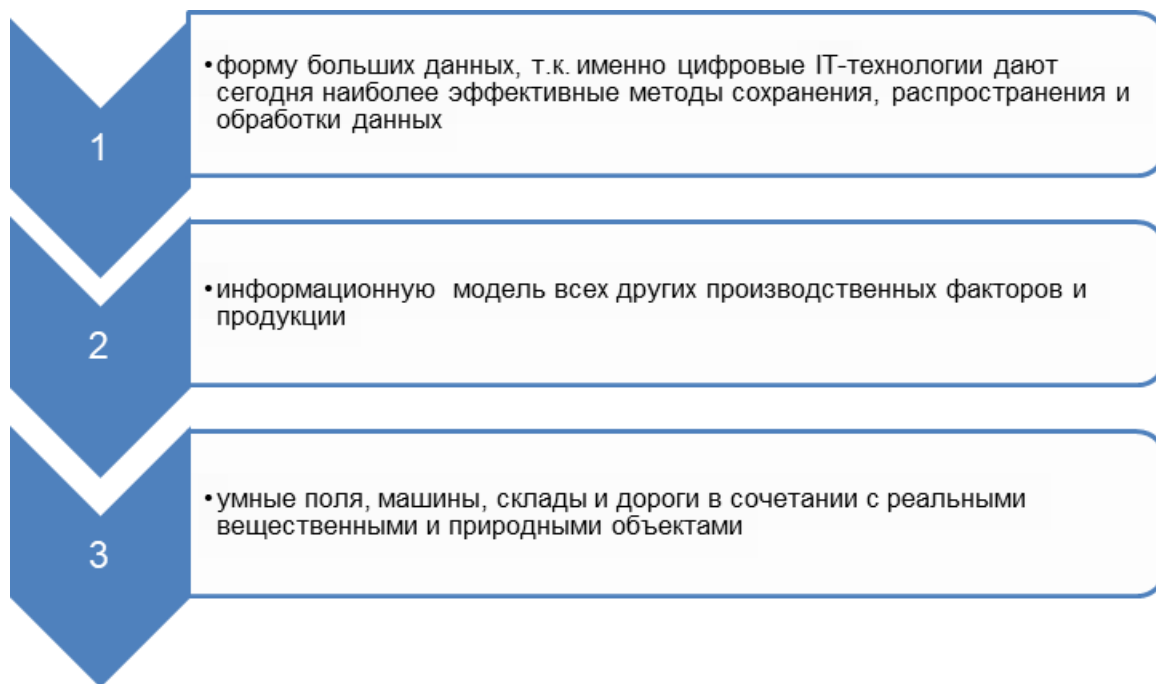 1
•форму больших данных, т.к. именно цифровые IT-технологии дают
сегодня наиболее эффективные методы сохранения, распространения и
обработки данных
2
•информационную  модель всех других производственных факторов и
продукции
3
•умные поля, машины, склады и дороги в сочетании с реальными
вещественными и природными объектами